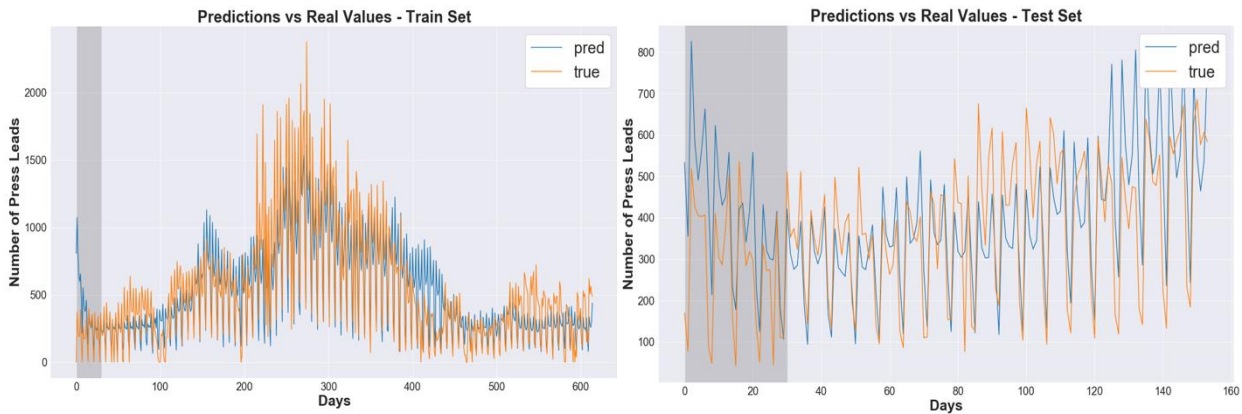 Predictions vs Real Values - Train Set
pred
true
Number of Press Leads
2000
1500
1000
500
0
0 100 200 300 400 500 600
Days
Predictions vs Real Values - Test Set
pred
true
Number of Press Leads
800
700
600
500
400
300
200
100
0 20 40 60 80 100 120 140 160
Days